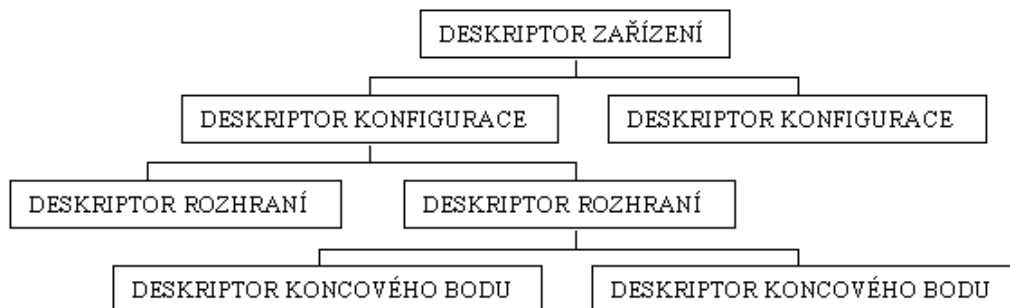 DESKRIPTOR ZAŘÍZENÍ
DESKRIPTOR KONFIGURACE
DESKRIPTOR KONFIGURACE
DESKRIPTOR ROZHRANÍ
DESKRIPTOR ROZHRANÍ
DESKRIPTOR KONCOVÉHO BODU
DESKRIPTOR KONCOVÉHO BODU